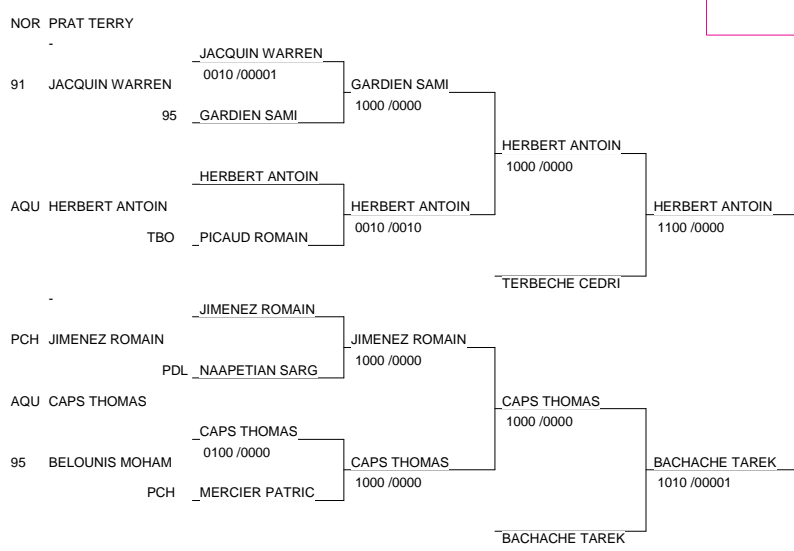 NOR PRAT TERRY
-
JACQUIN WARREN
0010 /00001
91 JACQUIN WARREN GARDIEN SAMI
1000 /0000
95 GARDIEN SAMI
HERBERT ANTOIN
1000 /0000
HERBERT ANTOIN
AQU HERBERT ANTOIN HERBERT ANTOIN HERBERT ANTOIN
0010 /0010 1100 /0000
TBO PICAUD ROMAIN
TERBECHE CEDRI
-
JIMENEZ ROMAIN
PCH JIMENEZ ROMAIN JIMENEZ ROMAIN
1000 /0000
PDL NAAPETIAN SARG
AQU CAPS THOMAS CAPS THOMAS
1000 /0000
CAPS THOMAS
0100 /0000
95 BELOUNIS MOHAM CAPS THOMAS BACHACHE TAREK
1000 /0000 1010 /00001
PCH MERCIER PATRIC
BACHACHE TAREK